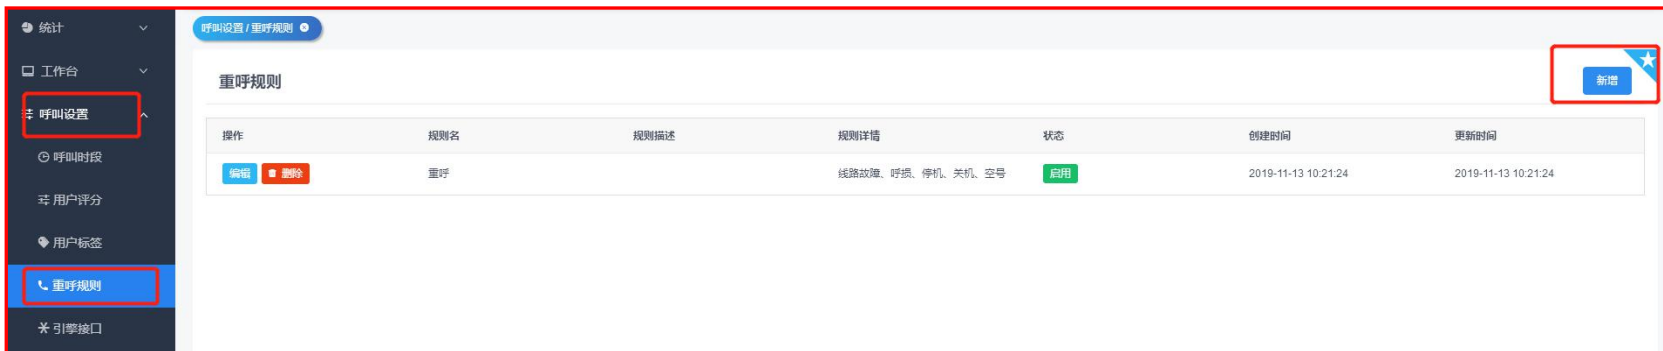 统计
工作台
呼叫设置
呼叫时段
用户评分
用户标签
重呼规则
引擎接口
呼叫设置 / 重呼规则
重呼规则
新增
操作 规则名 规则描述 规则详情 状态 创建时间 更新时间
编辑 删除 重呼 线路故障、呼损、停机、关机、空号 启用 2019-11-13 10:21:24 2019-11-13 10:21:24